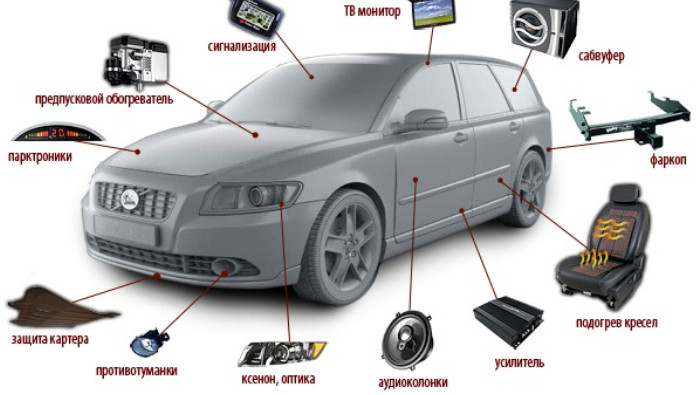 ТВ монитор
сигнализация
сабвуфер
предпусковой обогреватель
парктроники
фаркоп
подогрев кресел
защита картера
противотуманки
ксенон, оптика
аудиоколонки
усилитель